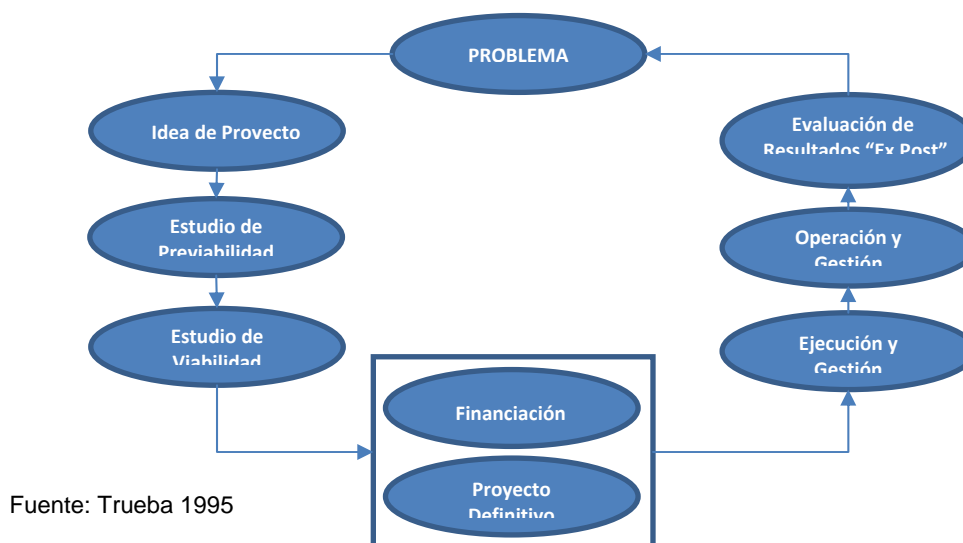 PROBLEMA
Idea de Proyecto
Estudio de
Previabilidad
Estudio de
Viabilidad
Financiación
Proyecto
Definitivo
Ejecución y
Gestión
Operación y
Gestión
Evaluación de
Resultados "Ex Post"
Fuente: Trueba 1995